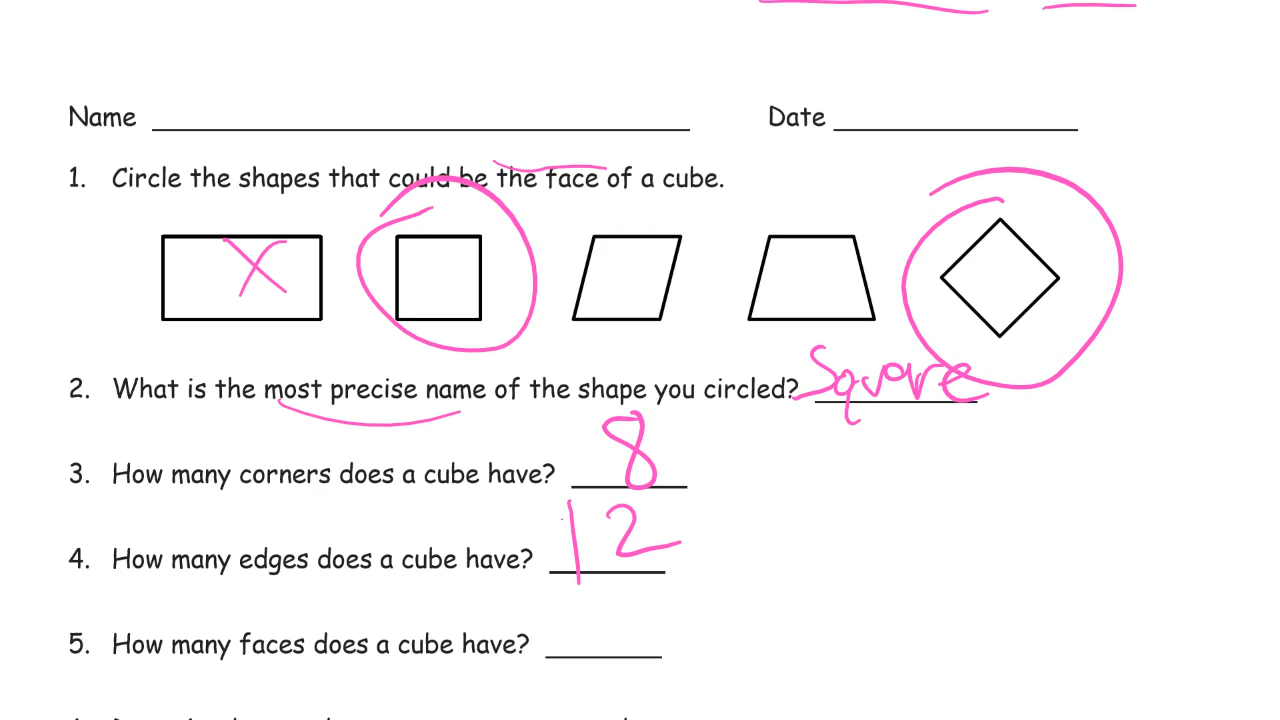 Name Date
1. Circle the shapes that could be the face of a cube.
X
2. What is the most precise name of the shape you circled? Square
3. How many corners does a cube have? 8
4. How many edges does a cube have? 12
5. How many faces does a cube have?